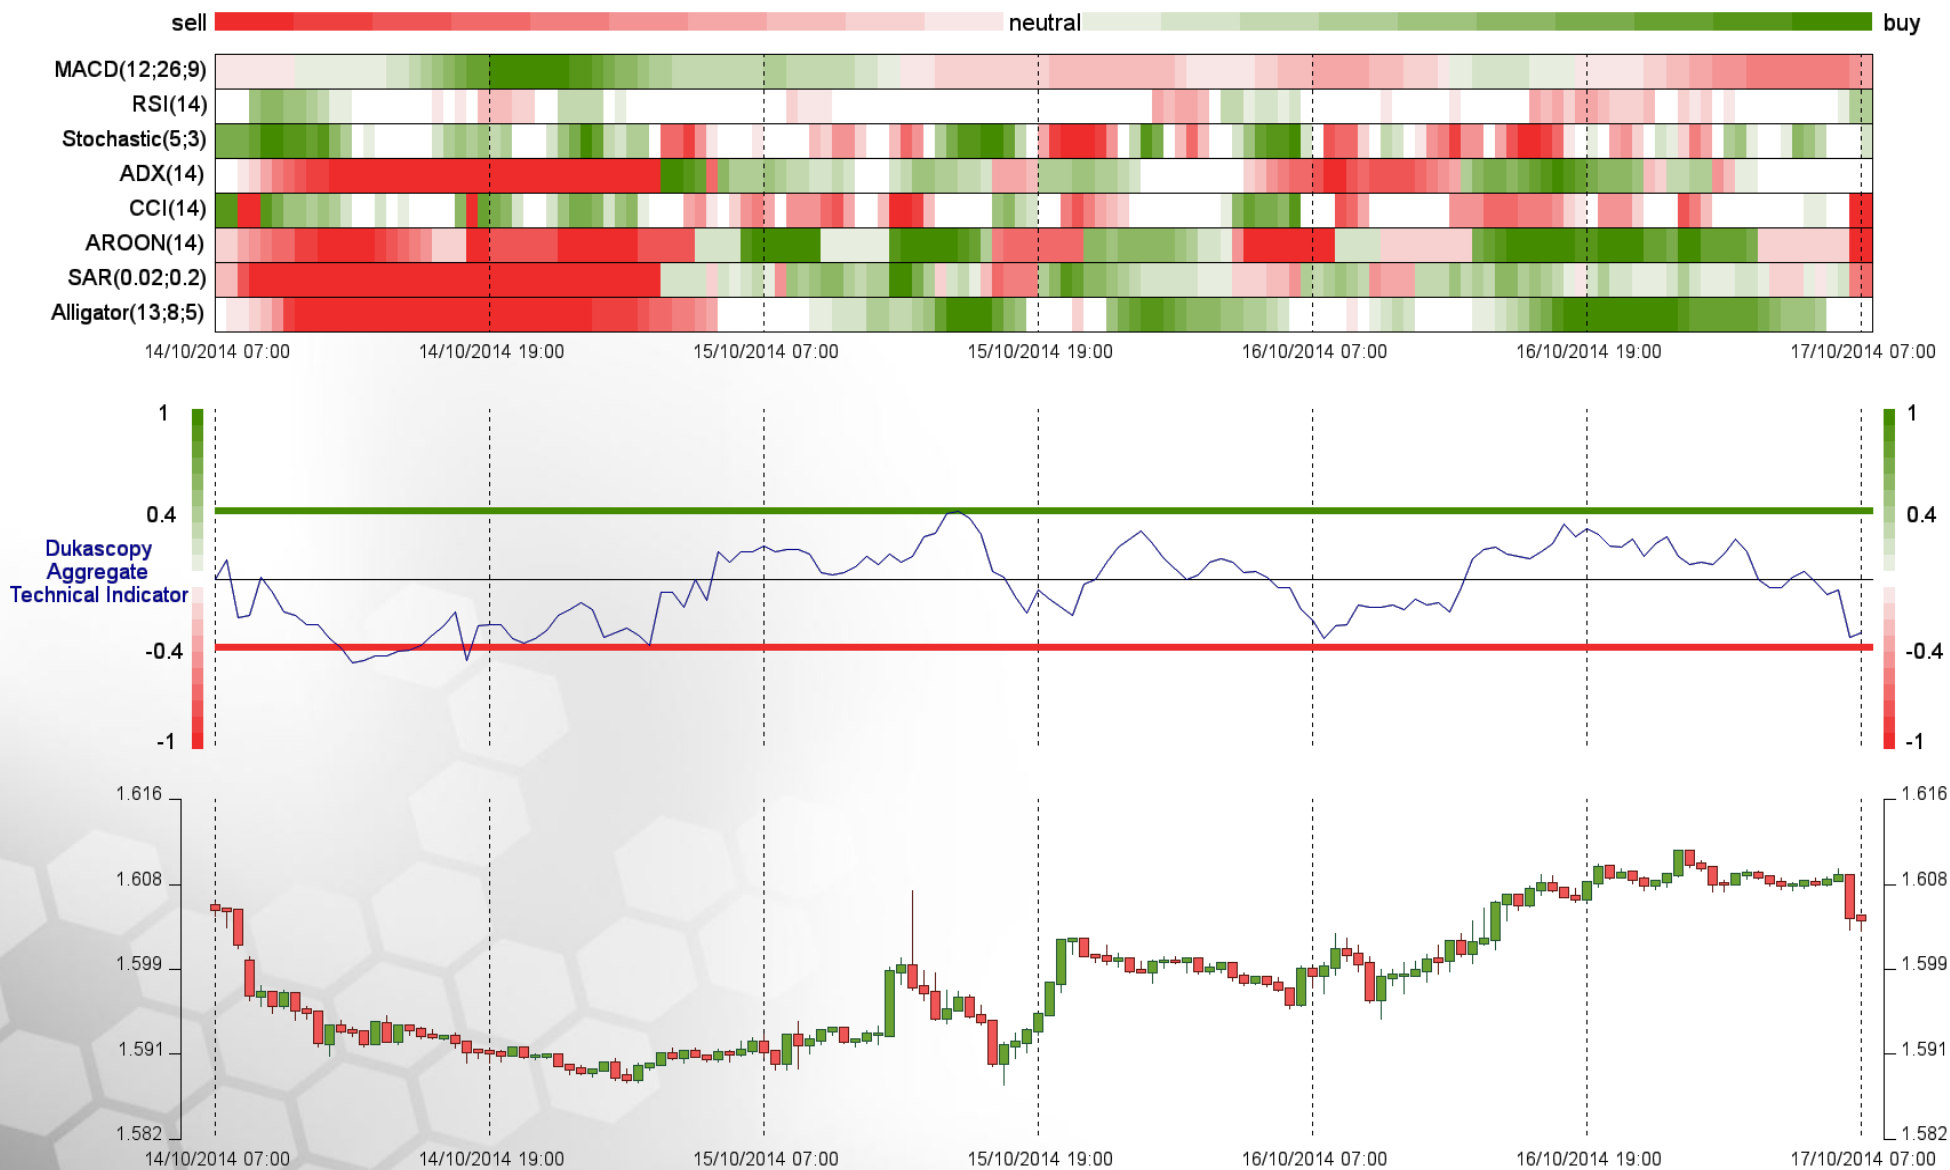 sell neutral buy
MACD(12;26;9)
RSI(14)
Stochastic(5;3)
ADX(14)
CCI(14)
AROON(14)
SAR(0.02;0.2)
Alligator(13;8;5)
14/10/2014 07:00 14/10/2014 19:00 15/10/2014 07:00 15/10/2014 19:00 16/10/2014 07:00 16/10/2014 19:00 17/10/2014 07:00
1 1
0.4 0.4
Dukascopy
Aggregate
Technical Indicator
-0.4 -0.4
-1 -1
1.616 1.616
1.608 1.608
1.599 1.599
1.591 1.591
1.582 1.582
14/10/2014 07:00 14/10/2014 19:00 15/10/2014 07:00 15/10/2014 19:00 16/10/2014 07:00 16/10/2014 19:00 17/10/2014 07:00